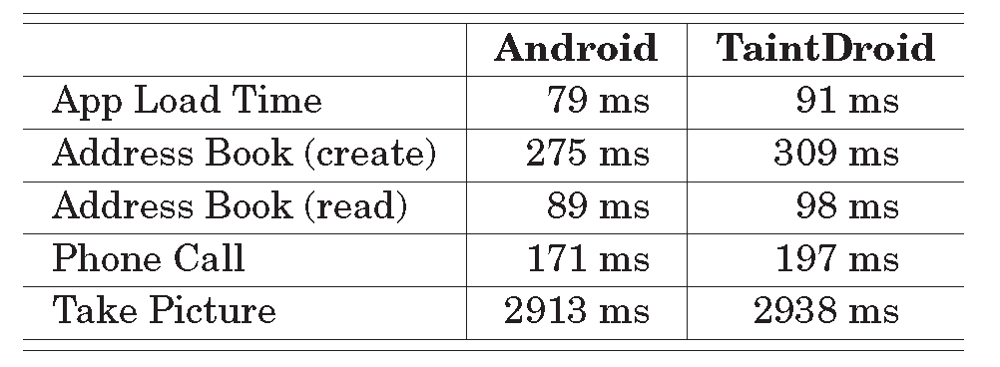 Android TaintDroid
App Load Time 79 ms 91 ms
Address Book (create) 275 ms 309 ms
Address Book (read) 89 ms 98 ms
Phone Call 171 ms 197 ms
Take Picture 2913 ms 2938 ms